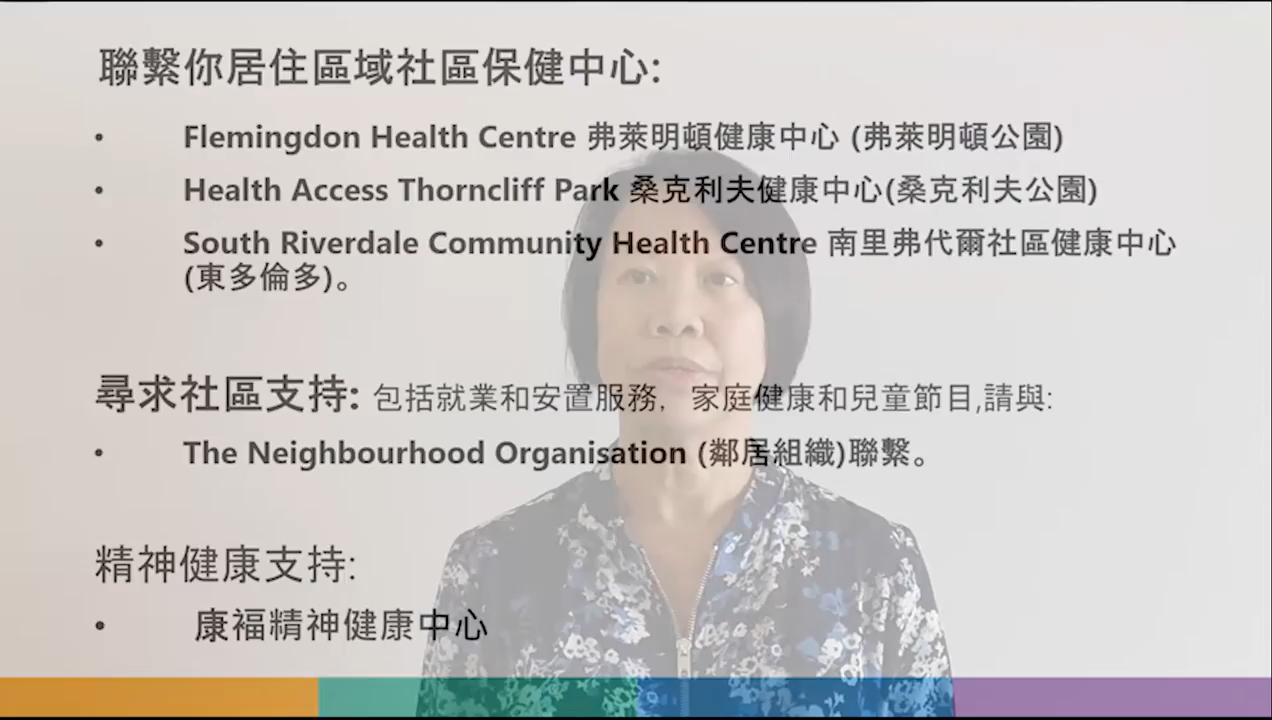 聯繫你居住區域社區保健中心:
• Flemingdon Health Centre 弗萊明頓健康中心 (弗萊明頓公園)
• Health Access Thorncliff Park 桑克利夫健康中心(桑克利夫公園)
• South Riverdale Community Health Centre 南里弗代爾社區健康中心
(東多倫多)。
尋求社區支持: 包括就業和安置服務，家庭健康和兒童節目,請與:
• The Neighbourhood Organisation (鄰居組織)聯繫。
精神健康支持:
• 康福精神健康中心